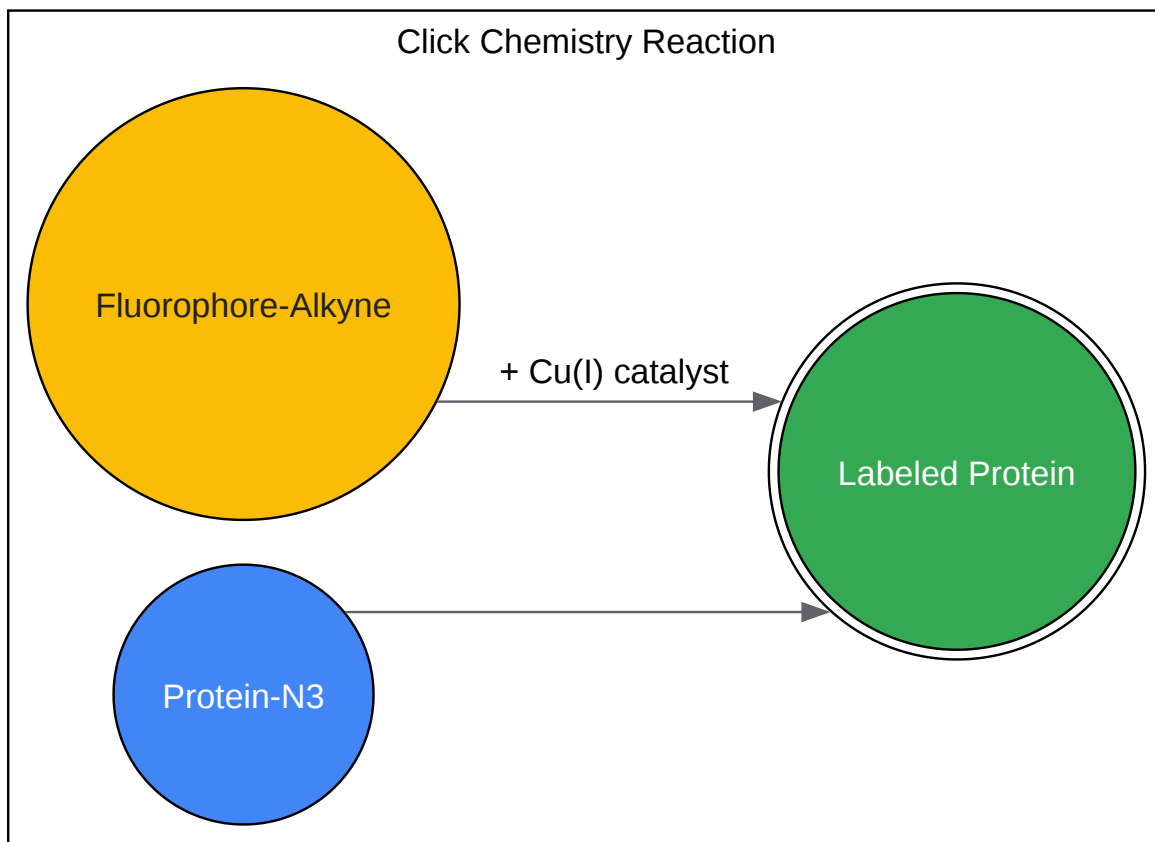 Click Chemistry Reaction
Fluorophore-Alkyne
+ Cu(I) catalyst
Labeled Protein
Protein-N3